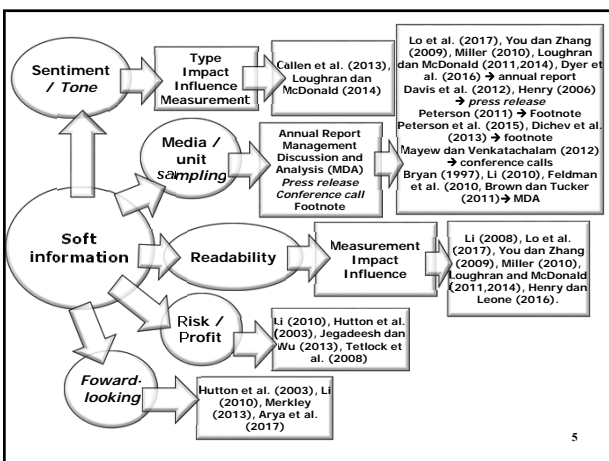 Sentiment
/ Tone
Type
Impact
Influence
Measurement
Callen et al. (2013),
Loughran dan
McDonald (2014)
Lo et al. (2017), You dan Zhang
(2009), Miller (2010), Loughran
dan McDonald (2011,2014), Dyer
et al. (2016) → annual report
Davis et al. (2012), Henry (2006)
→ press release
Peterson (2011) → Footnote
Peterson et al. (2015), Dichev et al.
(2013) → footnote
Mayew dan Venkatachalam (2012)
→ conference calls
Bryan (1997), Li (2010), Feldman
et al. (2010, Brown dan Tucker
(2011)→ MDA
Media /
unit
sampling
Annual Report
Management
Discussion and
Analysis (MDA)
Press release
Conference call
Footnote
Soft
information
Readability
Measurement
Impact
Influence
Li (2008), Lo et al.
(2017), You dan Zhang
(2009), Miller (2010),
Loughran and McDonald
(2011,2014), Henry dan
Leone (2016).
Risk /
Profit
Li (2010), Hutton et al.
(2003), Jegadeesh dan
Wu (2013), Tetlock et
al. (2008)
Foward-
looking
Hutton et al. (2003), Li
(2010), Merkley
(2013), Arya et al.
(2017)
5